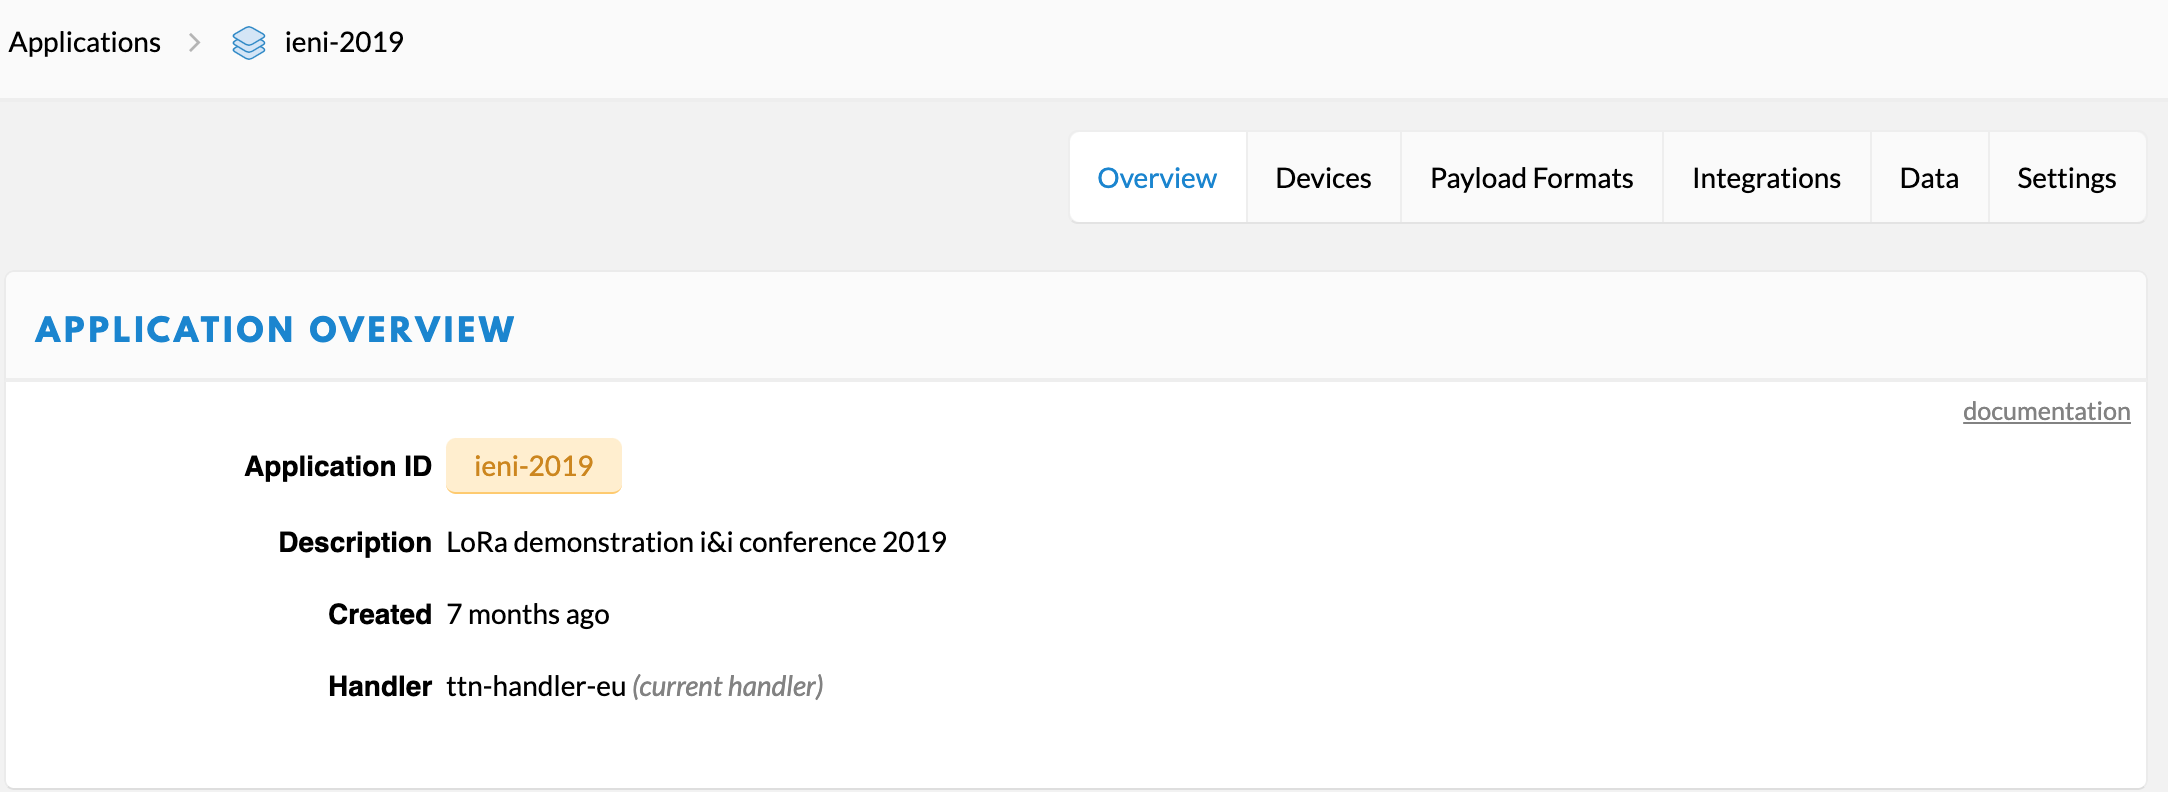 Applications ieni-2019
Overview Devices Payload Formats Integrations Data Settings
APPLICATION OVERVIEW
documentation
Application ID ieni-2019
Description LoRa demonstration i&i conference 2019
Created 7 months ago
Handler ttn-handler-eu (current handler)